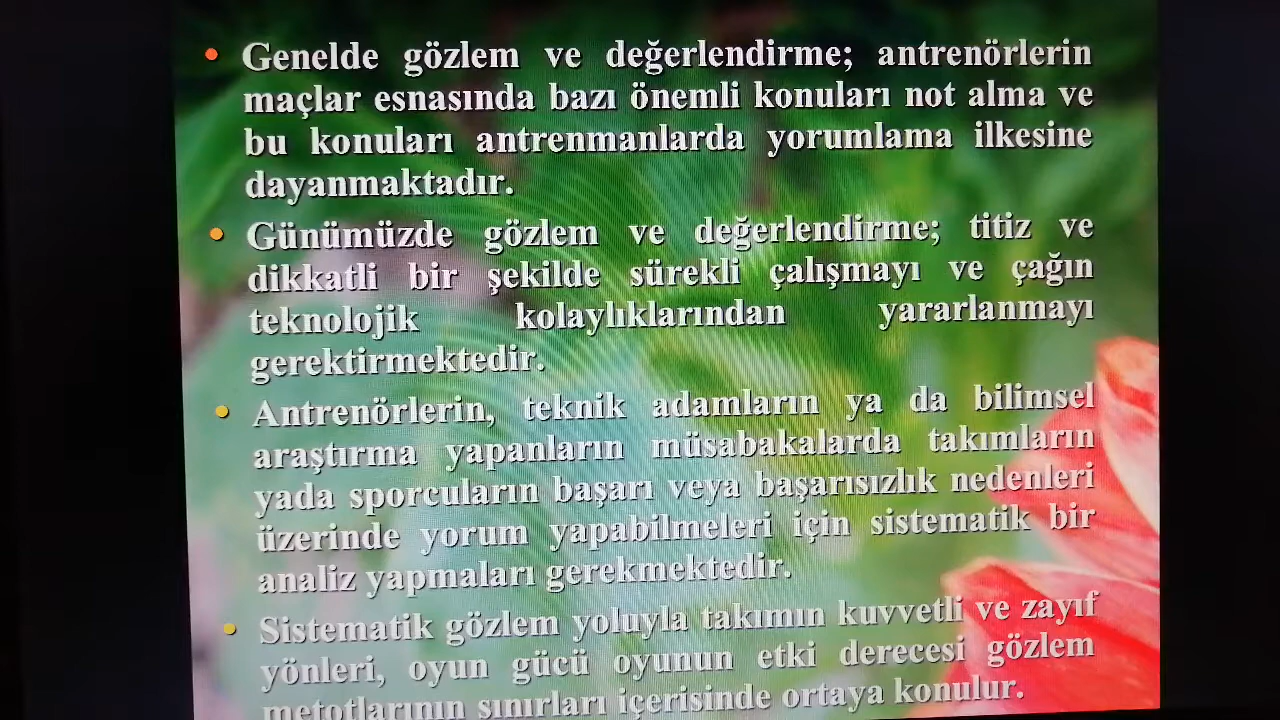 • Genelde gözlem ve değerlendirme; antrenörlerin
maçlar esnasında bazı önemli konuları not alma ve
bu konuları antrenmanlarda yorumlama ilkesine
dayanmaktadır.
• Günümüzde gözlem ve değerlendirme; titiz ve
dikkatli bir şekilde sürekli çalışmayı ve çağın
teknolojik kolaylıklarından yararlanmayı
gerektirmektedir.
• Antrenörlerin, teknik adamların ya da bilimsel
araştırma yapanların müsabakalarda takımların
yada sporcuların başarı veya başarısızlık nedenleri
üzerinde yorum yapabilmeleri için sistematik bir
analiz yapmaları gerekmektedir.
• Sistematik gözlem yoluyla takımın kuvvetli ve zayıf
yönleri, oyun gücü oyunun etki derecesi gözlem
metotlarının sınırları içerisinde ortaya konulur.